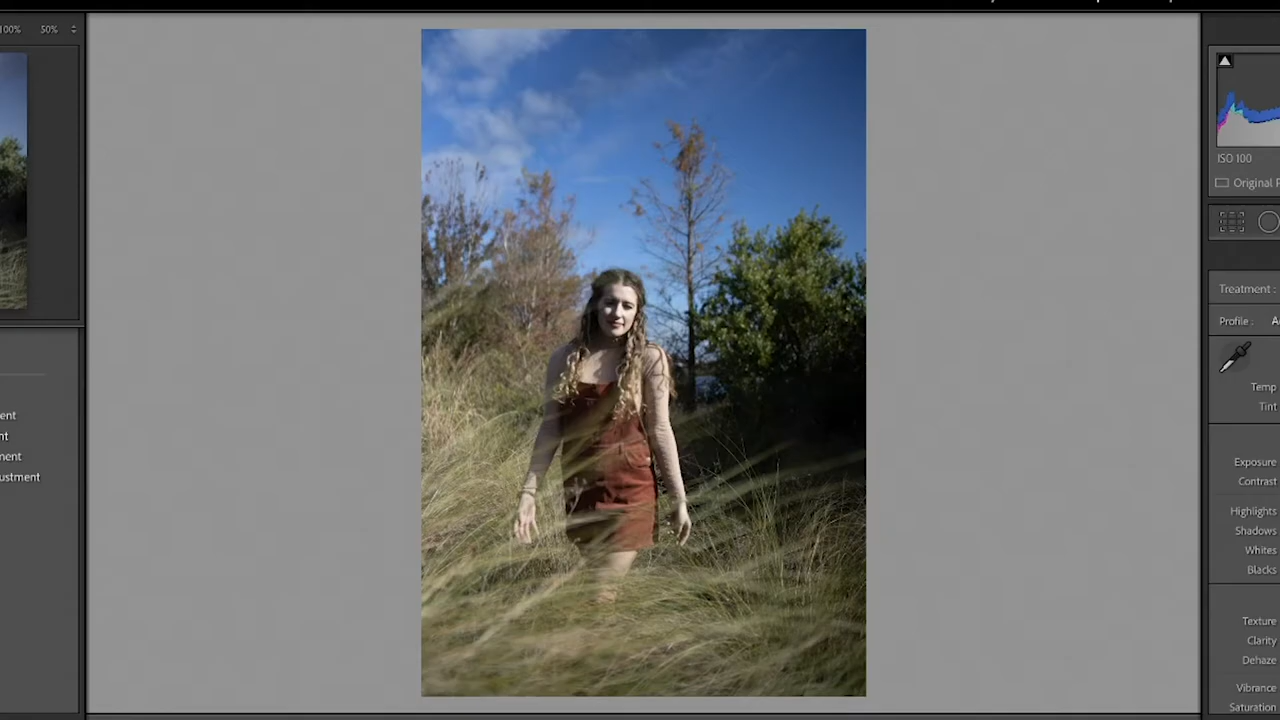 100%
50%
ent
nt
nent
ustment
ISO 100
Original P
Treatment :
Profile : A
Temp
Tint
Exposure
Contrast
Highlights
Shadows
Whites
Blacks
Texture
Clarity
Dehaze
Vibrance
Saturation